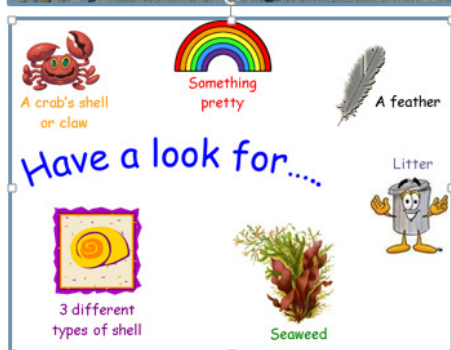 Something
pretty
A crab's shell
or claw
A feather
Have a look for.....
Litter
3 different
types of shell
Seaweed